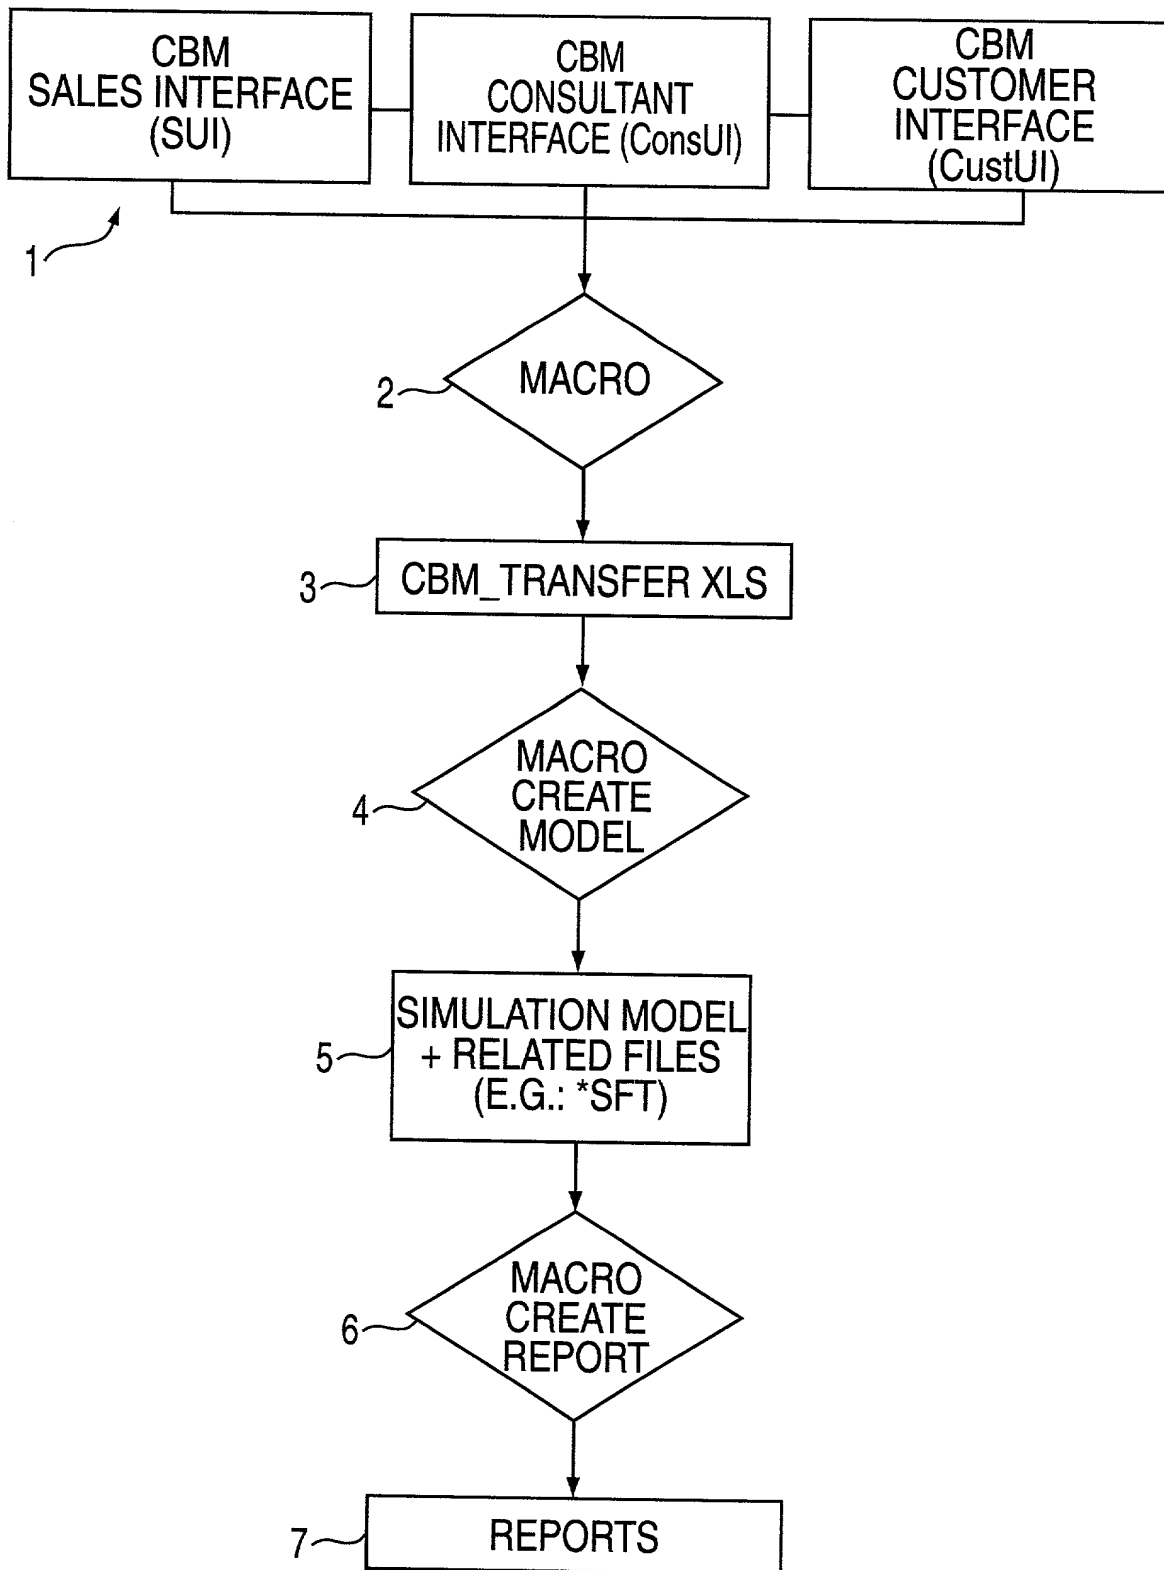 CBM
SALES INTERFACE
(SUI)
CBM
CONSULTANT
INTERFACE (ConsUI)
CBM
CUSTOMER
INTERFACE
(CustUI)
1
2
MACRO
3
CBM_TRANSFER XLS
4
MACRO
CREATE
MODEL
5
SIMULATION MODEL
+ RELATED FILES
(E.G.: *SFT)
6
MACRO
CREATE
REPORT
7
REPORTS